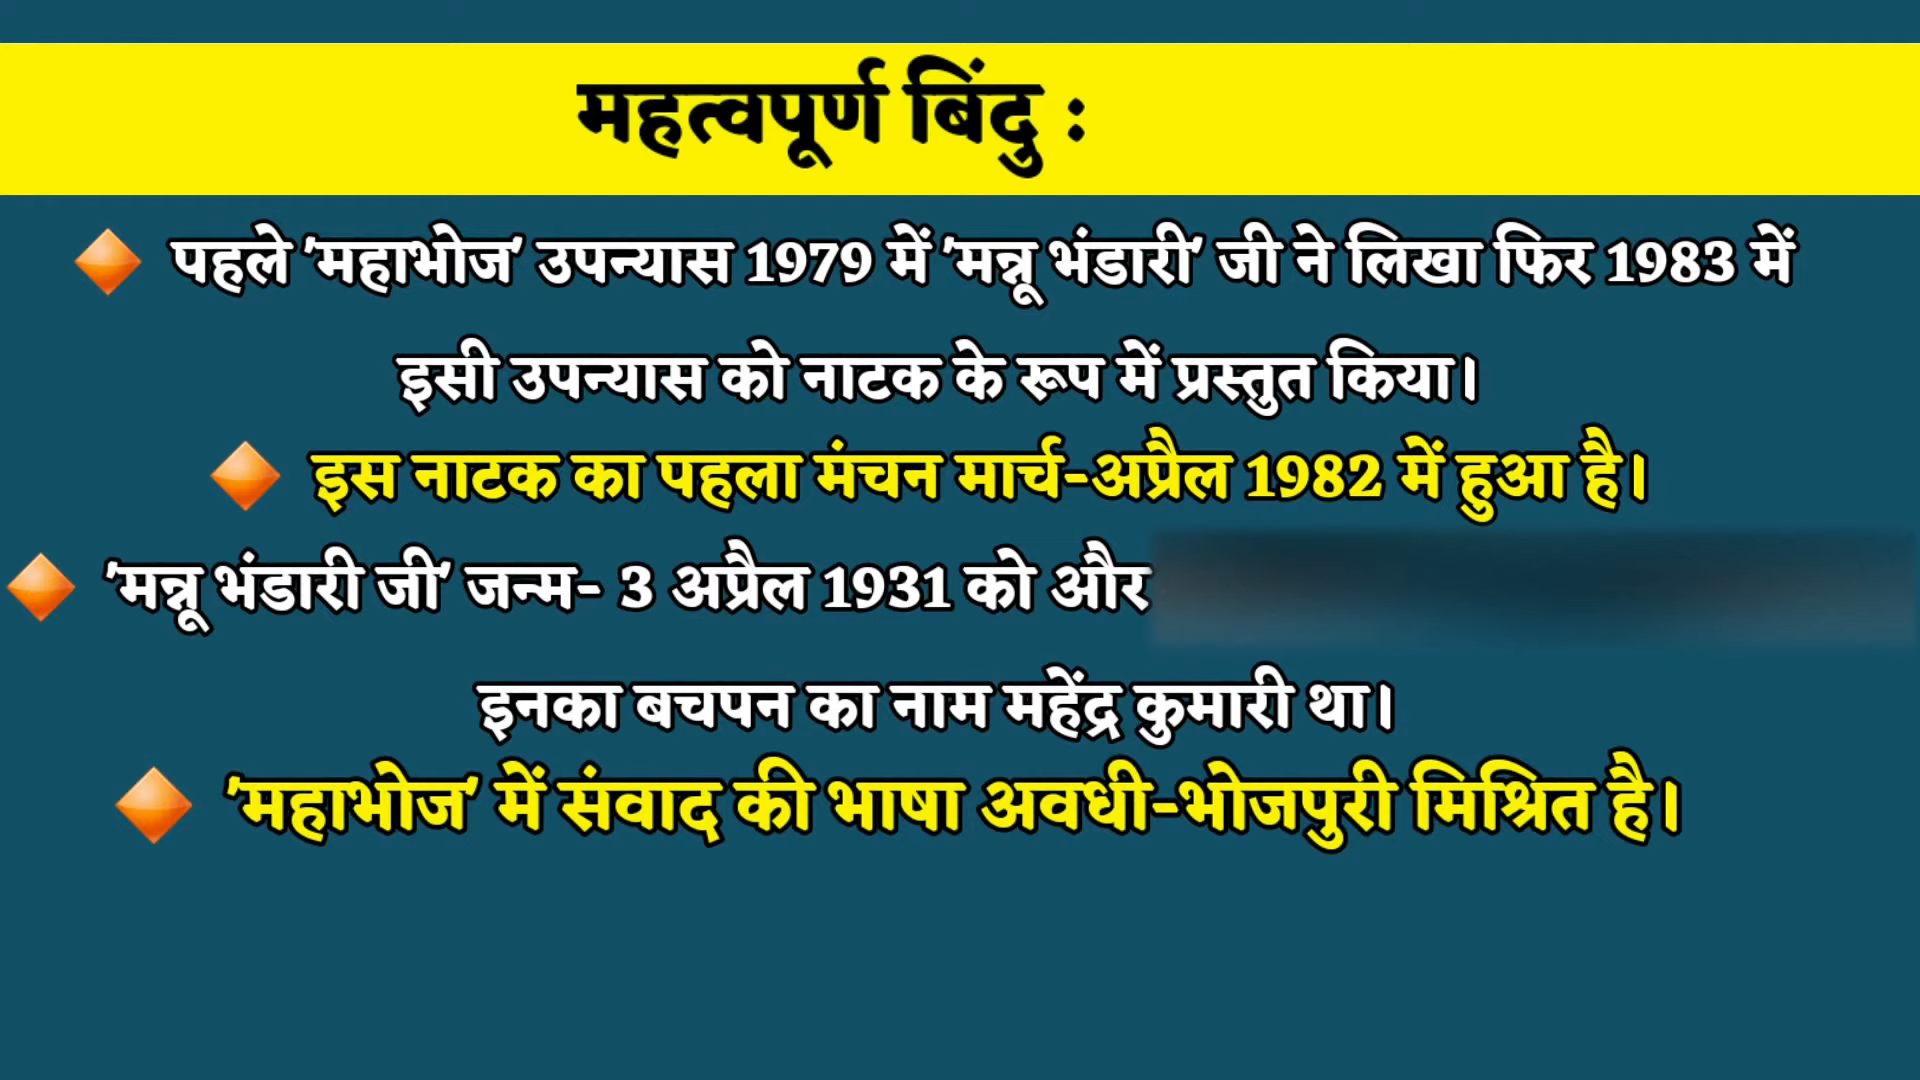 महत्वपूर्ण बिंदु :
पहले 'महाभोज' उपन्यास 1979 में 'मन्नू भंडारी' जी ने लिखा फिर 1983 में
इसी उपन्यास को नाटक के रूप में प्रस्तुत किया।
इस नाटक का पहला मंचन मार्च-अप्रैल 1982 में हुआ है।
'मन्नू भंडारी जी' जन्म- 3 अप्रैल 1931 को और
इनका बचपन का नाम महेंद्र कुमारी था।
'महाभोज' में संवाद की भाषा अवधी-भोजपुरी मिश्रित है।